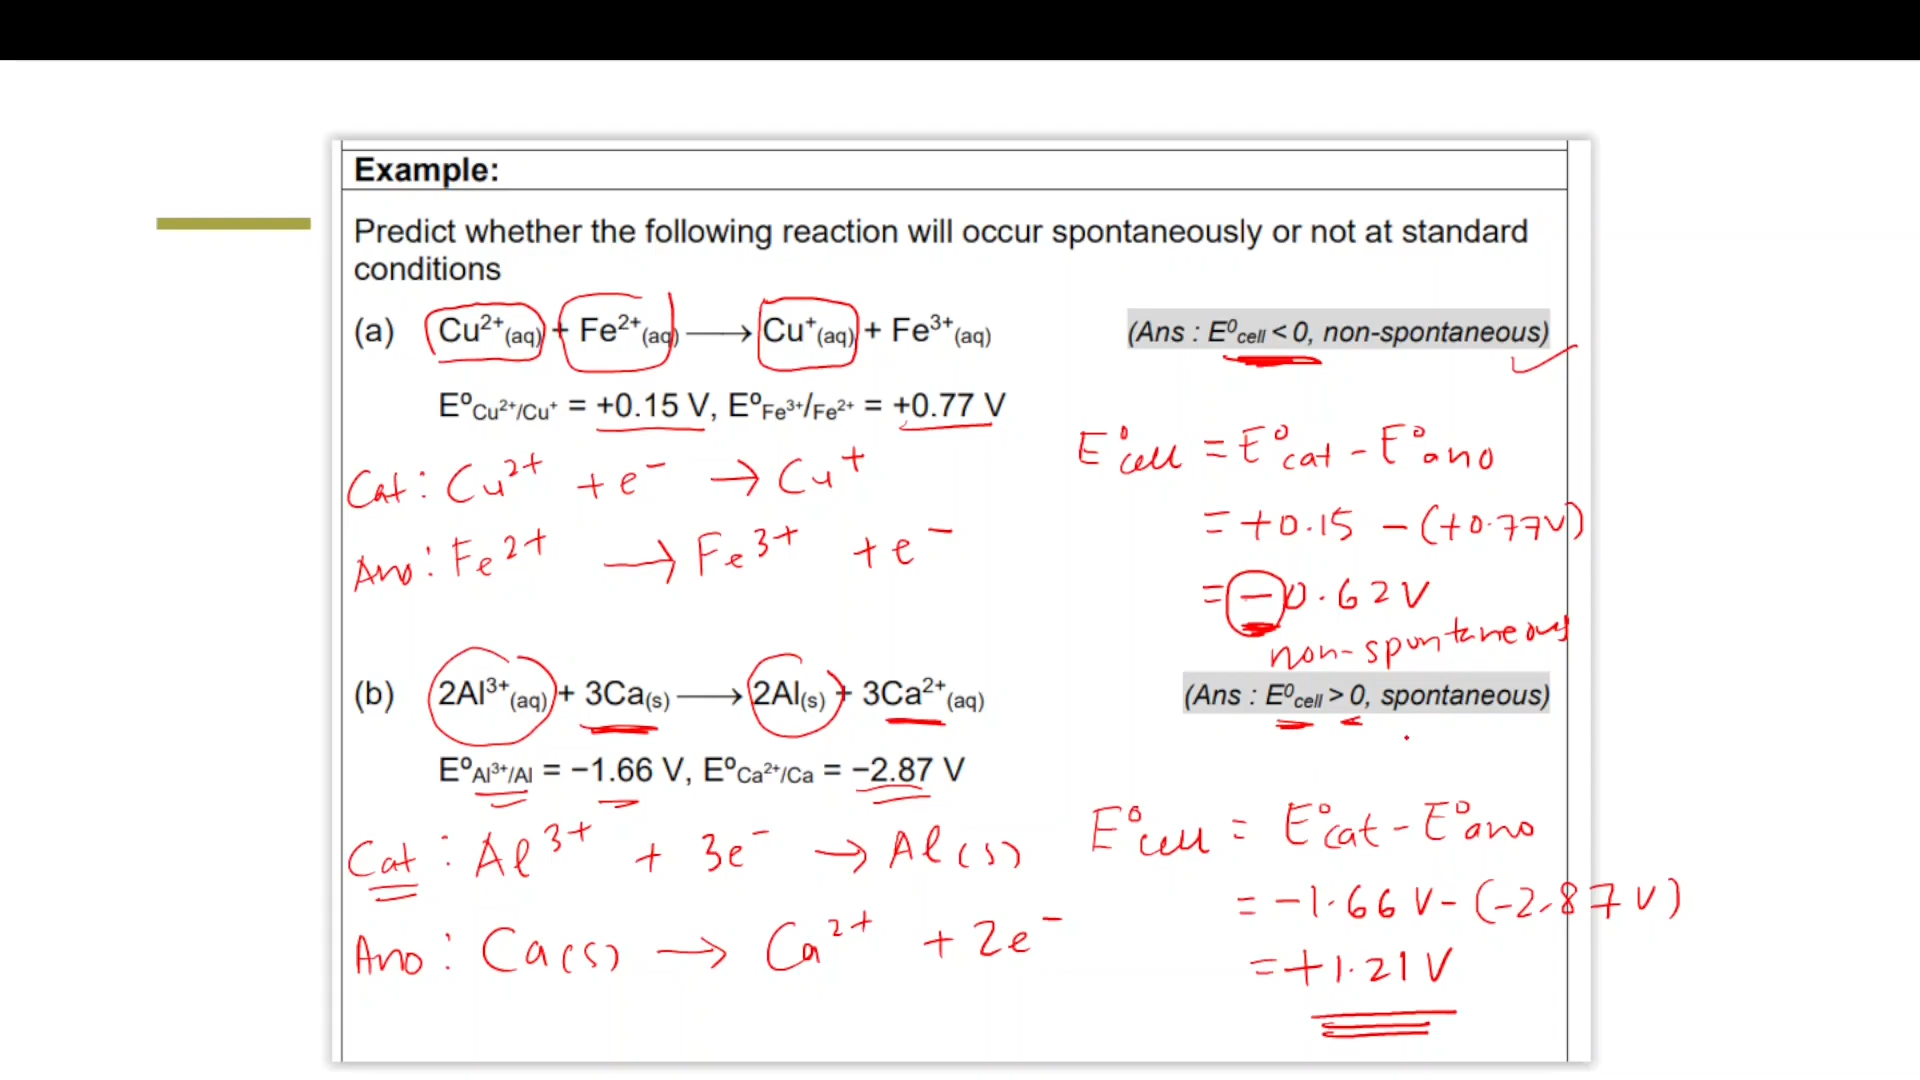 Example:
Predict whether the following reaction will occur spontaneously or not at standard
conditions
(a) Cu²⁺(aq) + Fe²⁺(aq) ⟶ Cu⁺(aq) + Fe³⁺(aq) (Ans : E⁰cell < 0, non-spontaneous)
E⁰Cu²⁺/Cu⁺ = +0.15 V, E⁰Fe³⁺/Fe²⁺ = +0.77 V
E°cell = E°cat - E°ano
Cat: Cu²⁺ + e⁻ → Cu⁺
= +0.15 - (+0.77V)
Ano: Fe²⁺ → Fe³⁺ + e⁻
= -0.62V
non-spontaneous
(b) 2Al³⁺(aq) + 3Ca(s) ⟶ 2Al(s) + 3Ca²⁺(aq) (Ans : E⁰cell > 0, spontaneous)
E⁰Al³⁺/Al = −1.66 V, E⁰Ca²⁺/Ca = −2.87 V
E°cell = E°cat - E°ano
Cat: Al³⁺ + 3e⁻ → Al(s)
= -1.66 V - (-2.87 V)
Ano: Ca(s) → Ca²⁺ + 2e⁻
= +1.21 V